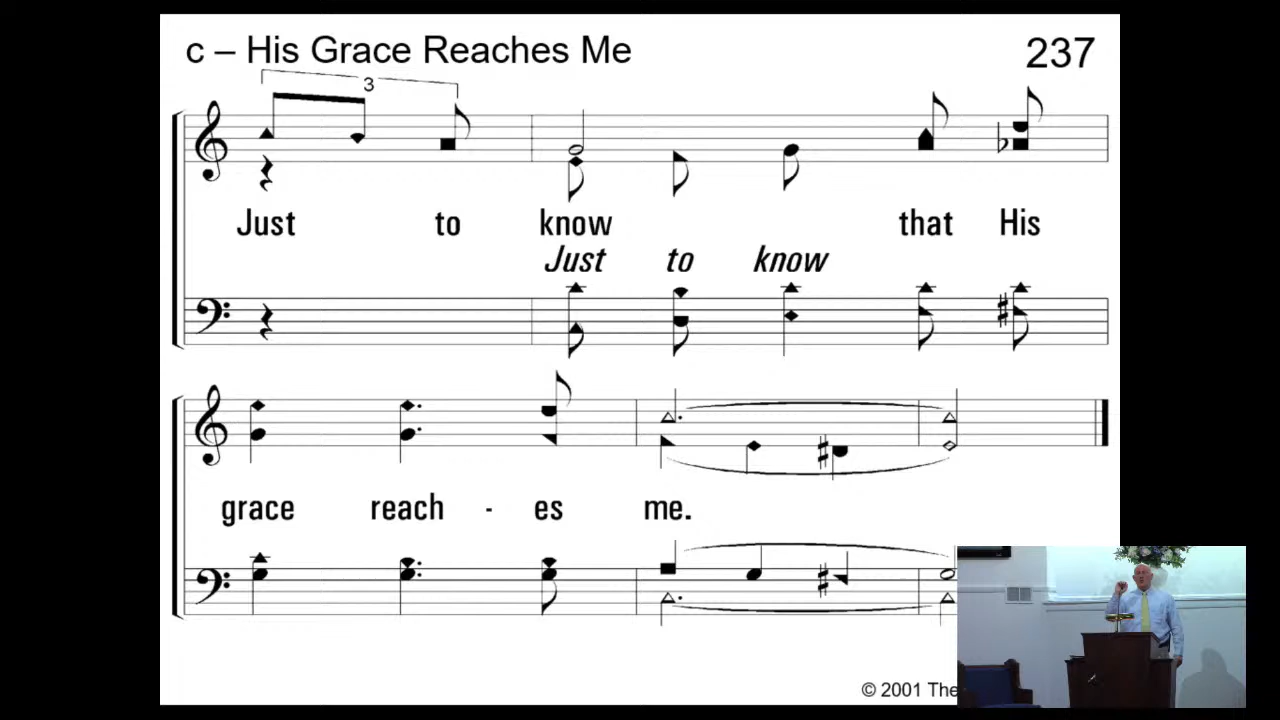 c – His Grace Reaches Me
237
3
Just to know that His
Just to know
grace reach - es me.
© 2001 The